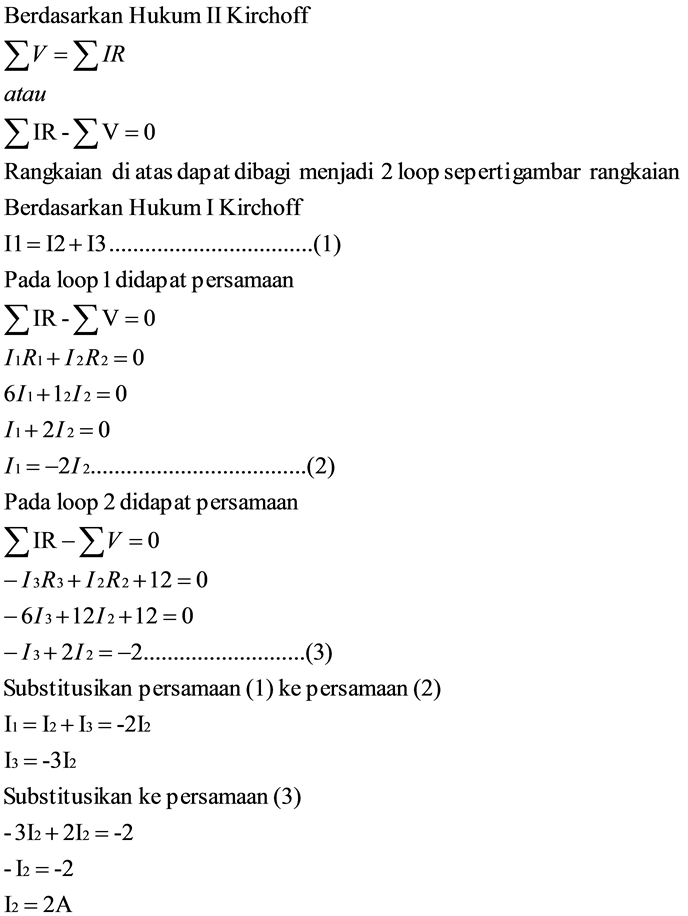 Berdasarkan Hukum II Kirchoff
∑V = ∑IR
atau
∑IR - ∑V = 0
Rangkaian di atas dapat dibagi menjadi 2 loop seperti gambar rangkaian
Berdasarkan Hukum I Kirchoff
I1 = I2 + I3..................................(1)
Pada loop 1 didapat persamaan
∑IR - ∑V = 0
I₁R₁ + I₂R₂ = 0
6I₁ + 1₂I₂ = 0
I₁ + 2I₂ = 0
I₁ = −2I₂....................................(2)
Pada loop 2 didapat persamaan
∑IR − ∑V = 0
− I₃R₃ + I₂R₂ + 12 = 0
− 6I₃ + 12I₂ + 12 = 0
− I₃ + 2I₂ = −2...........................(3)
Substitusikan persamaan (1) ke persamaan (2)
I₁ = I₂ + I₃ = -2I₂
I₃ = -3I₂
Substitusikan ke persamaan (3)
- 3I₂ + 2I₂ = -2
- I₂ = -2
I₂ = 2A